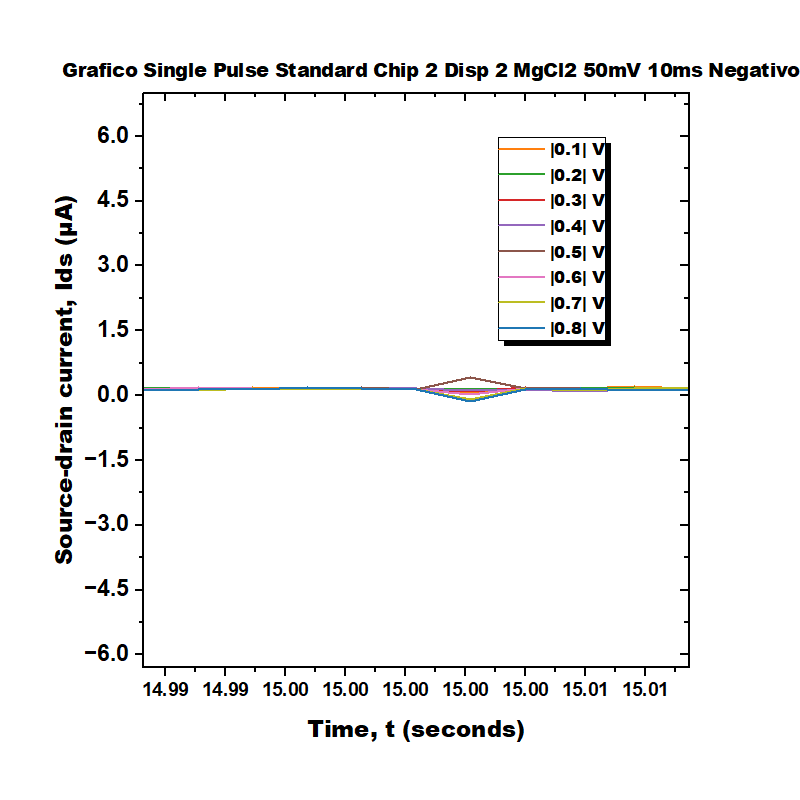 Grafico Single Pulse Standard Chip 2 Disp 2 MgCl2 50mV 10ms Negativo
|0.1| V
|0.2| V
|0.3| V
|0.4| V
|0.5| V
|0.6| V
|0.7| V
|0.8| V
6.0
4.5
3.0
1.5
0.0
−1.5
−3.0
−4.5
−6.0
Source-drain current, Ids (μA)
14.99 14.99 15.00 15.00 15.00 15.00 15.00 15.01 15.01
Time, t (seconds)